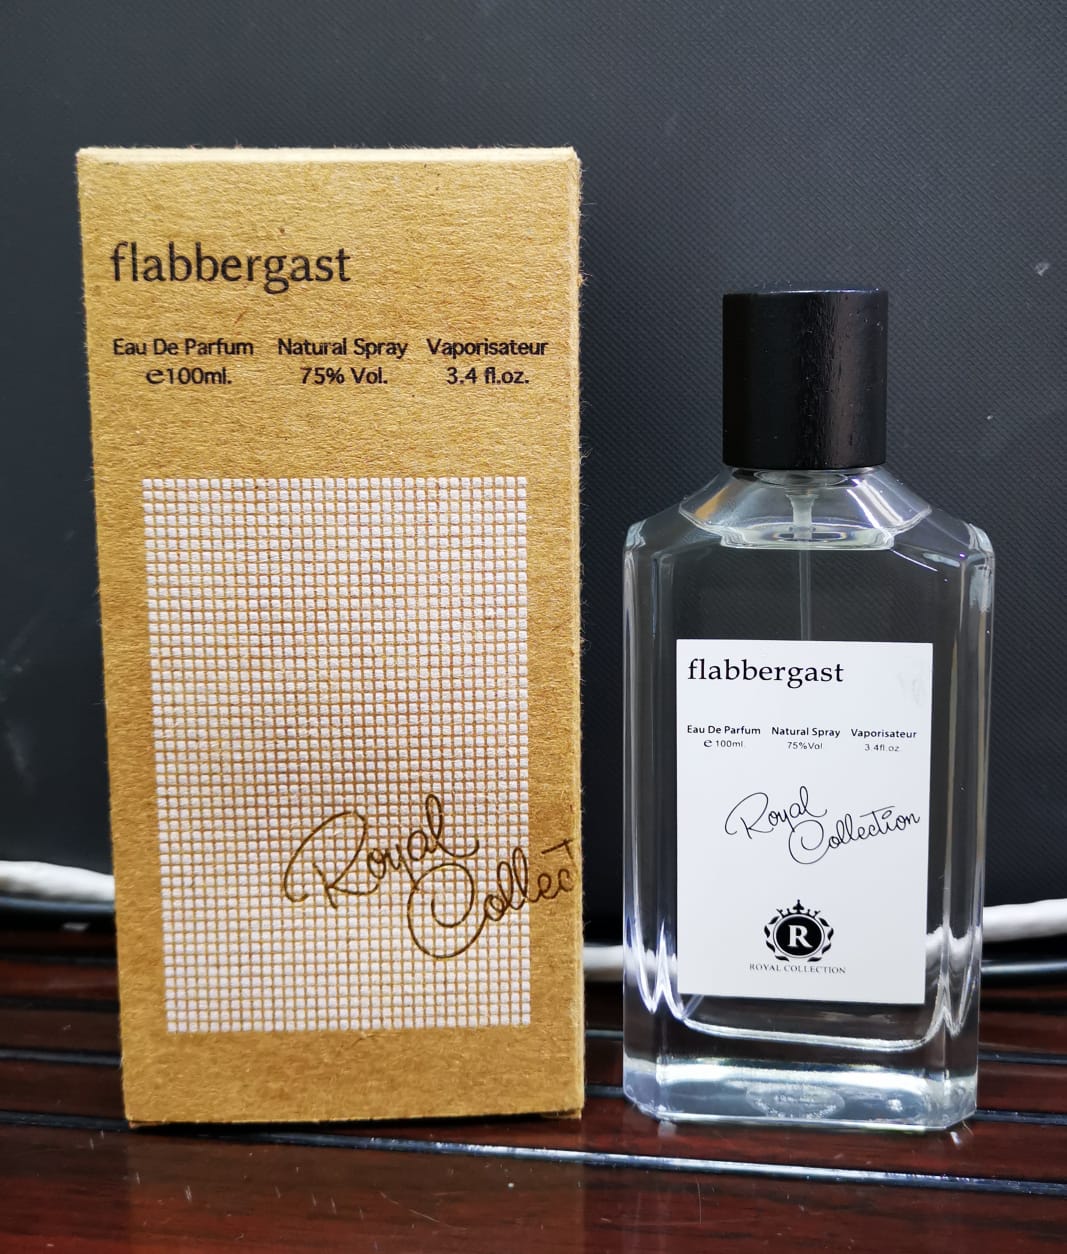 flabbergast
Eau De Parfum Natural Spray Vaporisateur
℮100ml. 75% Vol. 3.4 fl.oz.
Royal
Collect
flabbergast
Eau De Parfum Natural Spray Vaporisateur
℮ 100ml. 75%Vol 3.4fl.oz.
Royal
Collection
R
ROYAL COLLECTION